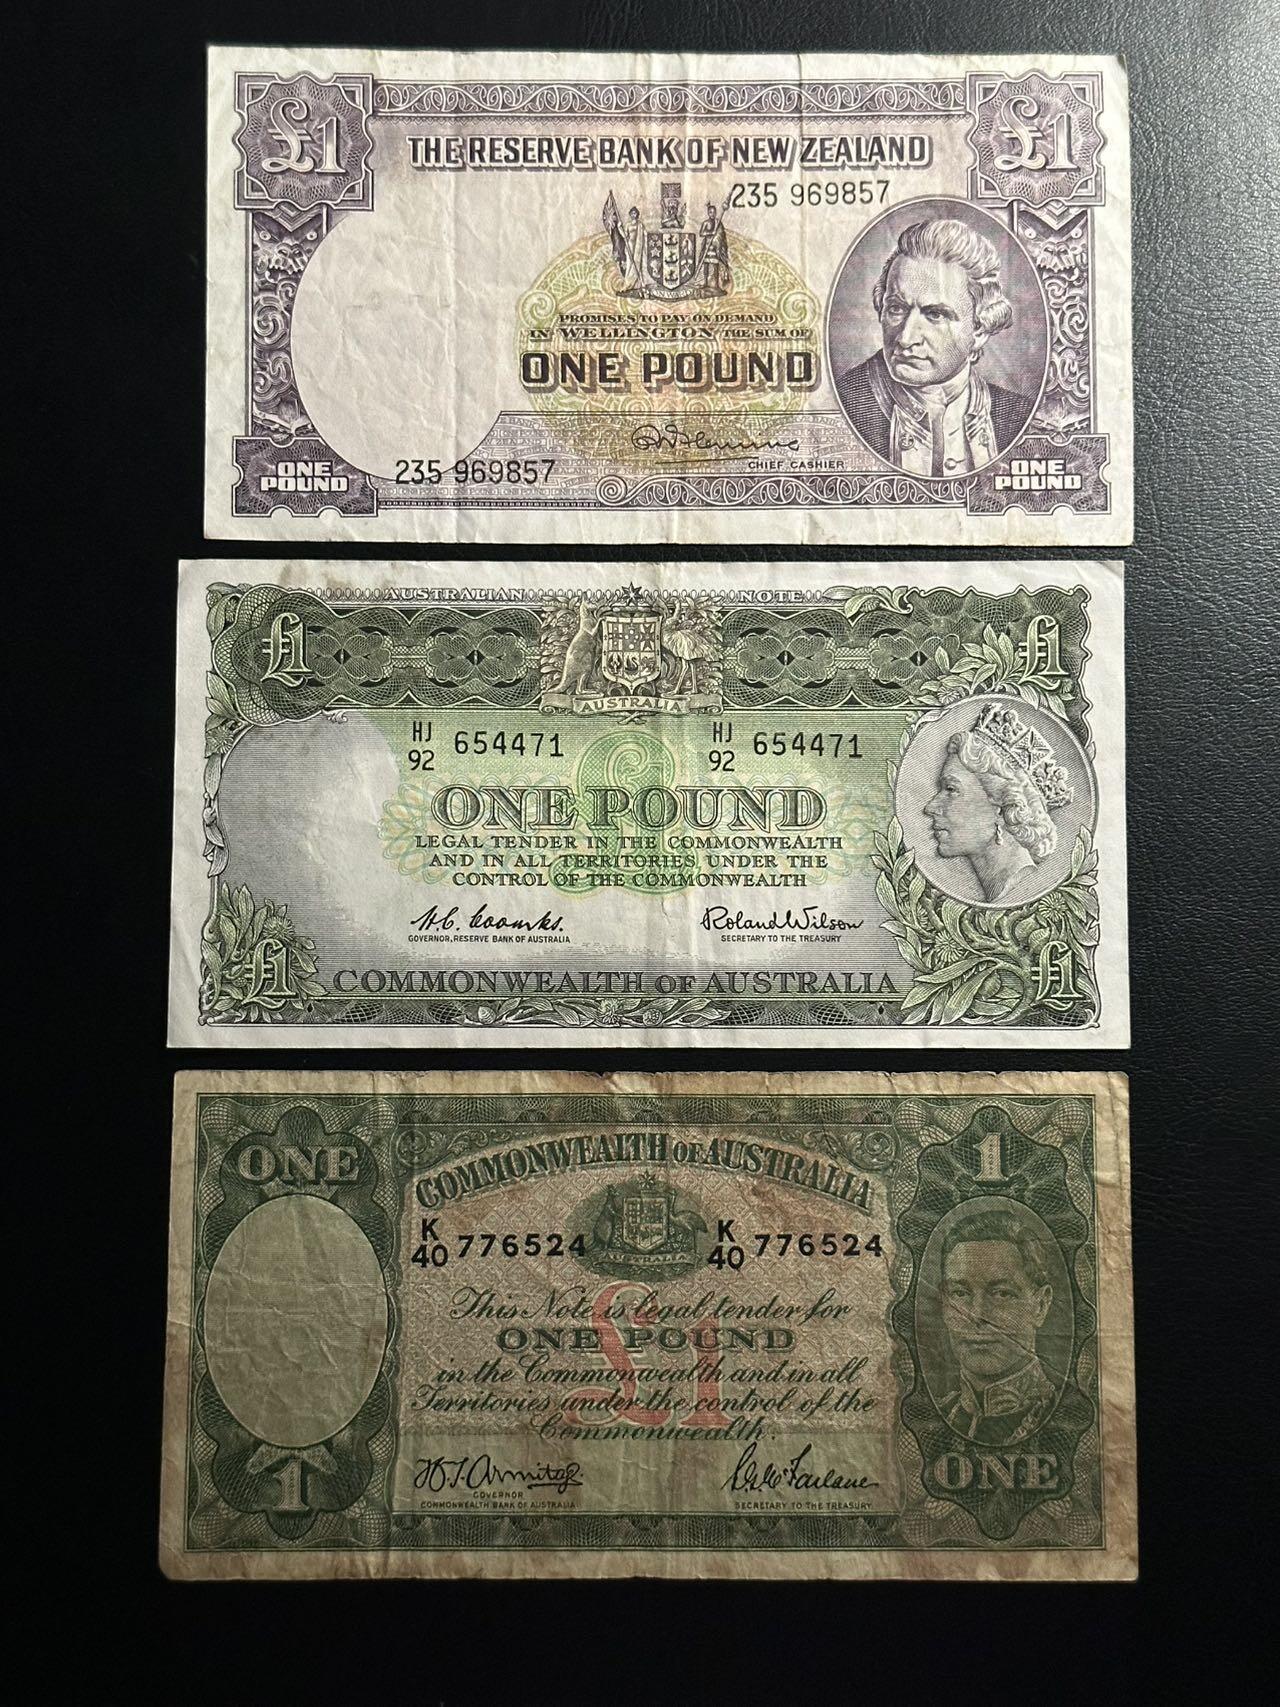 £1
£1
THE RESERVE BANK OF NEW ZEALAND
235 969857
PROMISES TO PAY ON DEMAND
IN WELLINGTON THE SUM OF
ONE POUND
CHIEF CASHIER
235 969857
ONE
POUND
ONE
POUND
AUSTRALIAN NOTE
£1
£1
AUSTRALIA
HJ
92 654471
HJ
92 654471
ONE POUND
LEGAL TENDER IN THE COMMONWEALTH
AND IN ALL TERRITORIES UNDER THE
CONTROL OF THE COMMONWEALTH
H.C. Coombs.
GOVERNOR, RESERVE BANK OF AUSTRALIA
Roland Wilson
SECRETARY TO THE TREASURY
£1
COMMONWEALTH OF AUSTRALIA
£1
ONE
COMMONWEALTH OF AUSTRALIA
1
K
40 776524
AUSTRALIA
K
40 776524
This Note is legal tender for
ONE POUND
£1
in the Commonwealth and in all
Territories under the control of the
Commonwealth.
H.T. Armitage
GOVERNOR
COMMONWEALTH BANK OF AUSTRALIA
S.G. McFarlane
SECRETARY TO THE TREASURY
1
ONE